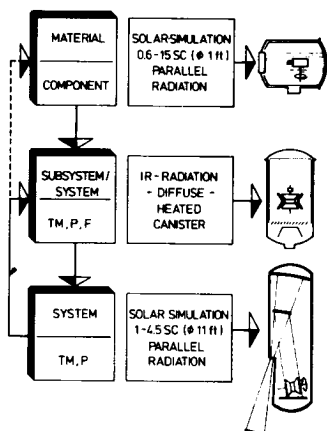 MATERIAL
COMPONENT
SOLAR-SIMULATION
0.6-15 SC (ϕ 1 ft)
PARALLEL
RADIATION
SUBSYSTEM/
SYSTEM
TM, P, F
IR-RADIATION
- DIFFUSE -
HEATED
CANISTER
SYSTEM
TM, P
SOLAR SIMULATION
1-4.5 SC (ϕ 11 ft)
PARALLEL
RADIATION